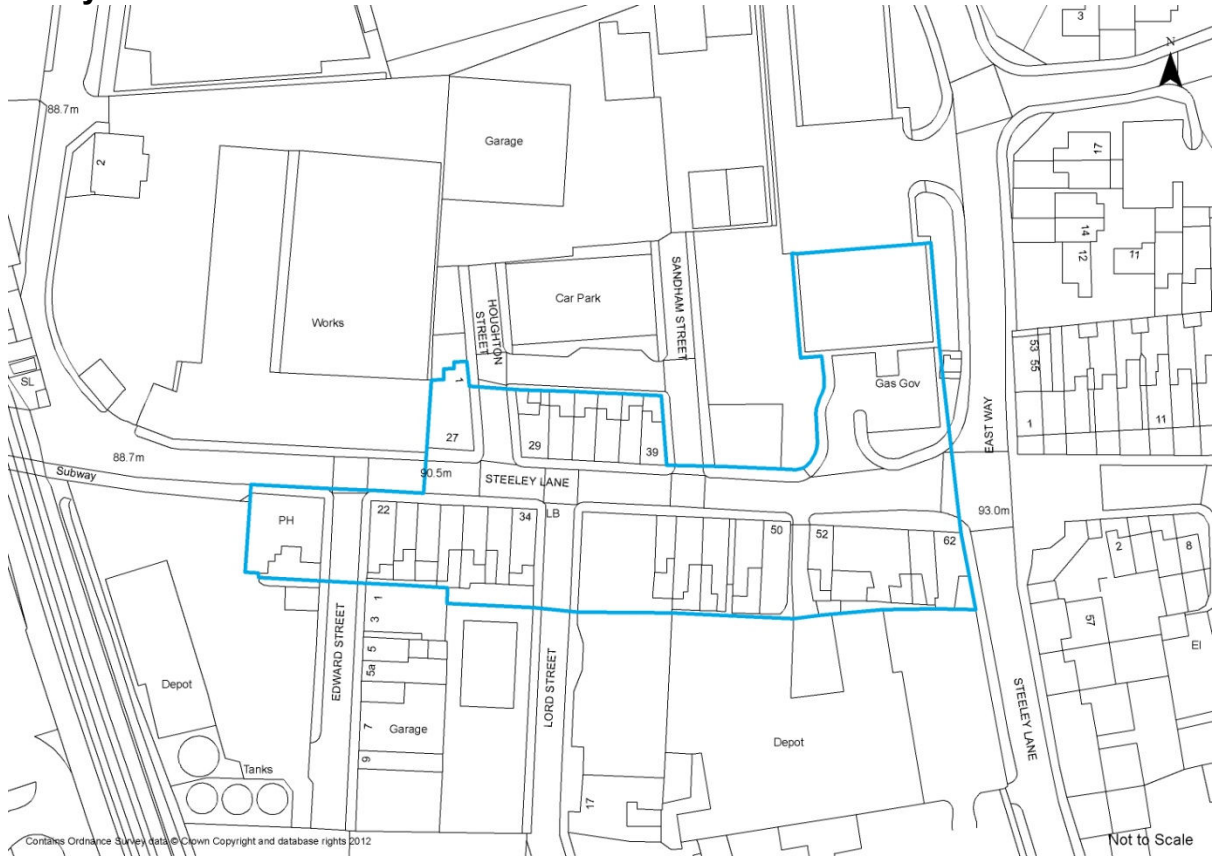 3
N
88.7m
2
Garage
17
14
12
11
SANDHAM STREET
HOUGHTON
STREET
Car Park
Works
53 55
SL
1
Gas Gov
EAST WAY
1
11
27
29
39
88.7m
Subway
90.5m
STEELEY LANE
LB
PH
22
34
50
52
62
93.0m
2
8
1
3
5
5a
7
9
57
El
EDWARD STREET
LORD STREET
STEELEY LANE
Depot
Garage
Depot
Tanks
17
Contains Ordnance Survey data © Crown Copyright and database rights 2012
Not to Scale